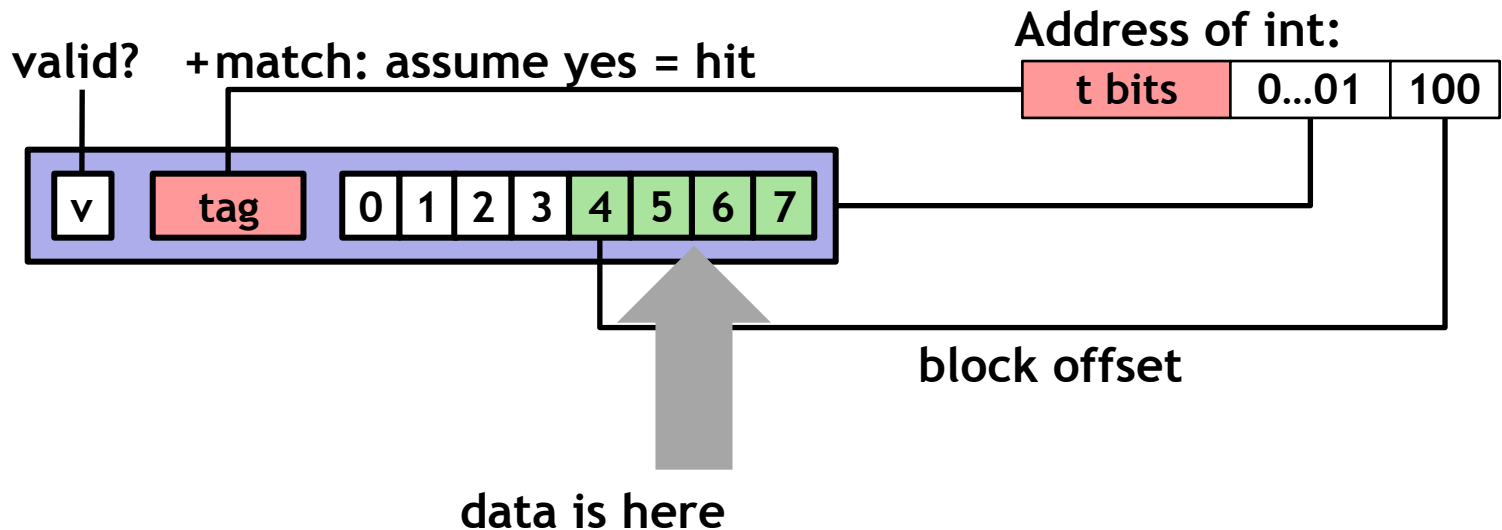 Address of int:
valid? +match: assume yes = hit
t bits 0...01 100
v tag 0 1 2 3 4 5 6 7
block offset
data is here